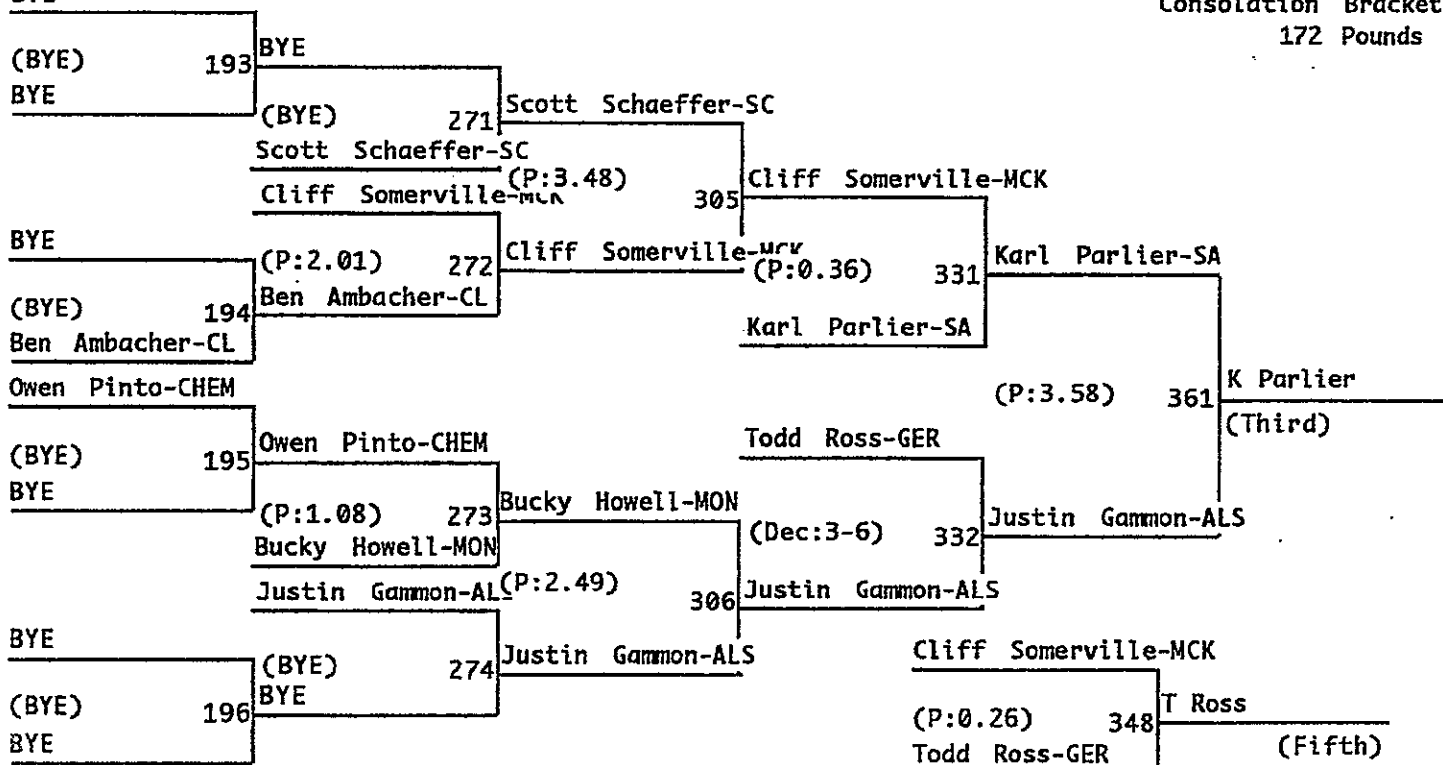 BYE
Consolation Bracket
172 Pounds
(BYE) 193 BYE
BYE
(BYE) 271 Scott Schaeffer-SC
Scott Schaeffer-SC
(P:3.48) 305 Cliff Somerville-MCK
Cliff Somerville-MCK
BYE
(P:2.01) 272 Cliff Somerville-MCK
(P:0.36) 331 Karl Parlier-SA
(BYE) 194 Ben Ambacher-CL
Ben Ambacher-CL
Karl Parlier-SA
Owen Pinto-CHEM
(P:3.58) 361 K Parlier
(Third)
(BYE) 195 Owen Pinto-CHEM
Todd Ross-GER
BYE
(P:1.08) 273 Bucky Howell-MON
(Dec:3-6) 332 Justin Gammon-ALS
Bucky Howell-MON
(P:2.49) 306 Justin Gammon-ALS
Justin Gammon-ALS
BYE
(BYE) 274 Justin Gammon-ALS
Cliff Somerville-MCK
(BYE) 196 BYE
BYE
(P:0.26) 348 T Ross
(Fifth)
Todd Ross-GER